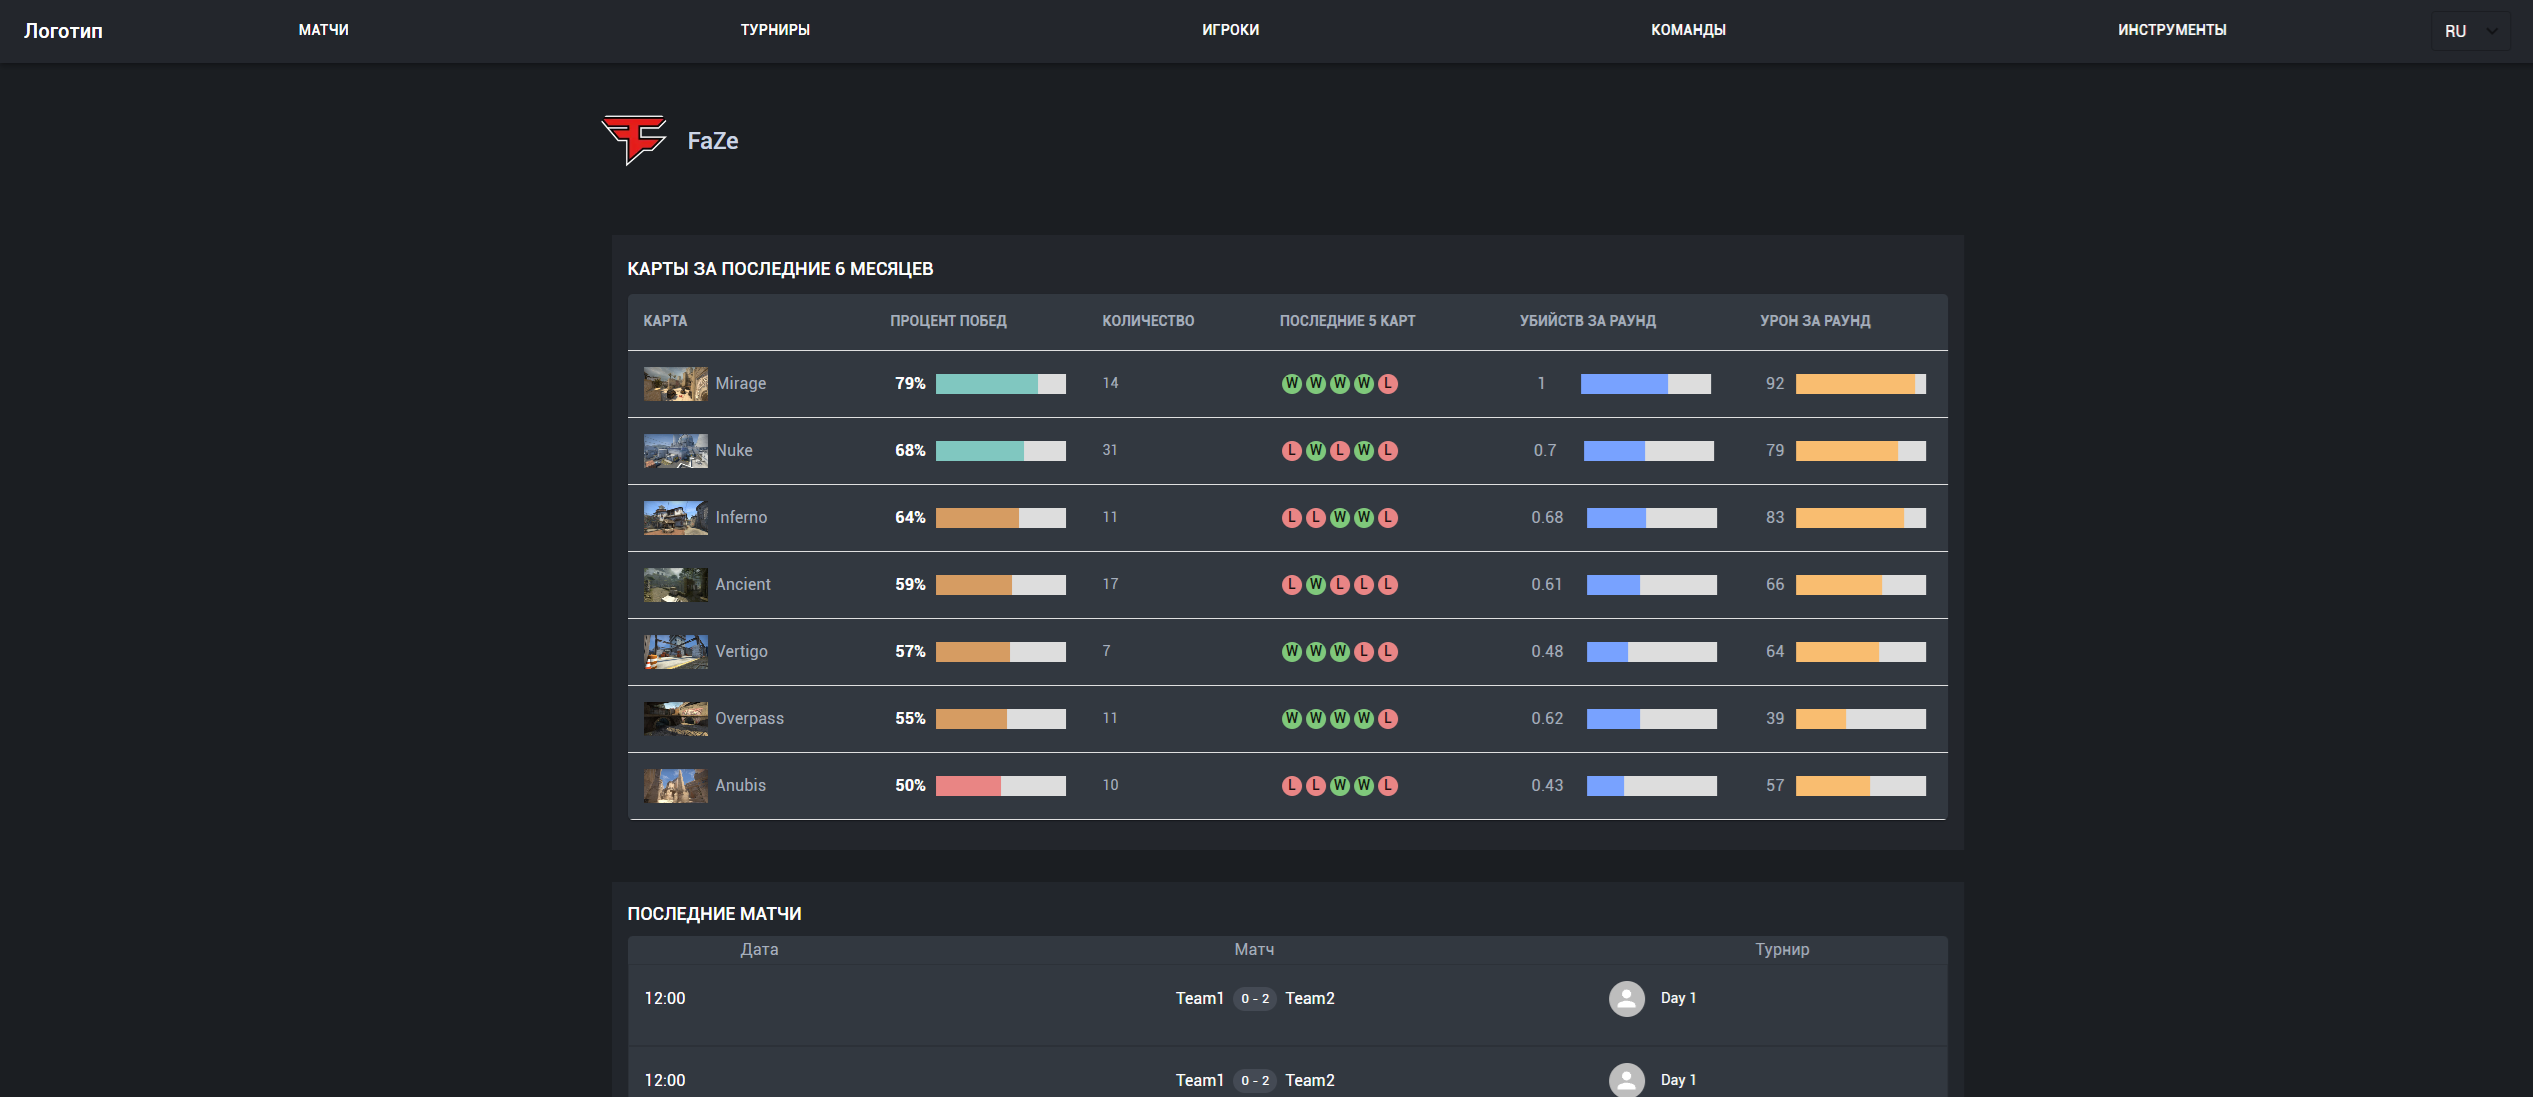 Логотип МАТЧИ ТУРНИРЫ ИГРОКИ КОМАНДЫ ИНСТРУМЕНТЫ RU
FaZe
КАРТЫ ЗА ПОСЛЕДНИЕ 6 МЕСЯЦЕВ
КАРТА ПРОЦЕНТ ПОБЕД КОЛИЧЕСТВО ПОСЛЕДНИЕ 5 КАРТ УБИЙСТВ ЗА РАУНД УРОН ЗА РАУНД
Mirage 79% 14 W W W W L 1 92
Nuke 68% 31 L W L W L 0.7 79
Inferno 64% 11 L L W W L 0.68 83
Ancient 59% 17 L W L L L 0.61 66
Vertigo 57% 7 W W W L L 0.48 64
Overpass 55% 11 W W W W L 0.62 39
Anubis 50% 10 L L W W L 0.43 57
ПОСЛЕДНИЕ МАТЧИ
Дата Матч Турнир
12:00 Team1 0 - 2 Team2 Day 1
12:00 Team1 0 - 2 Team2 Day 1